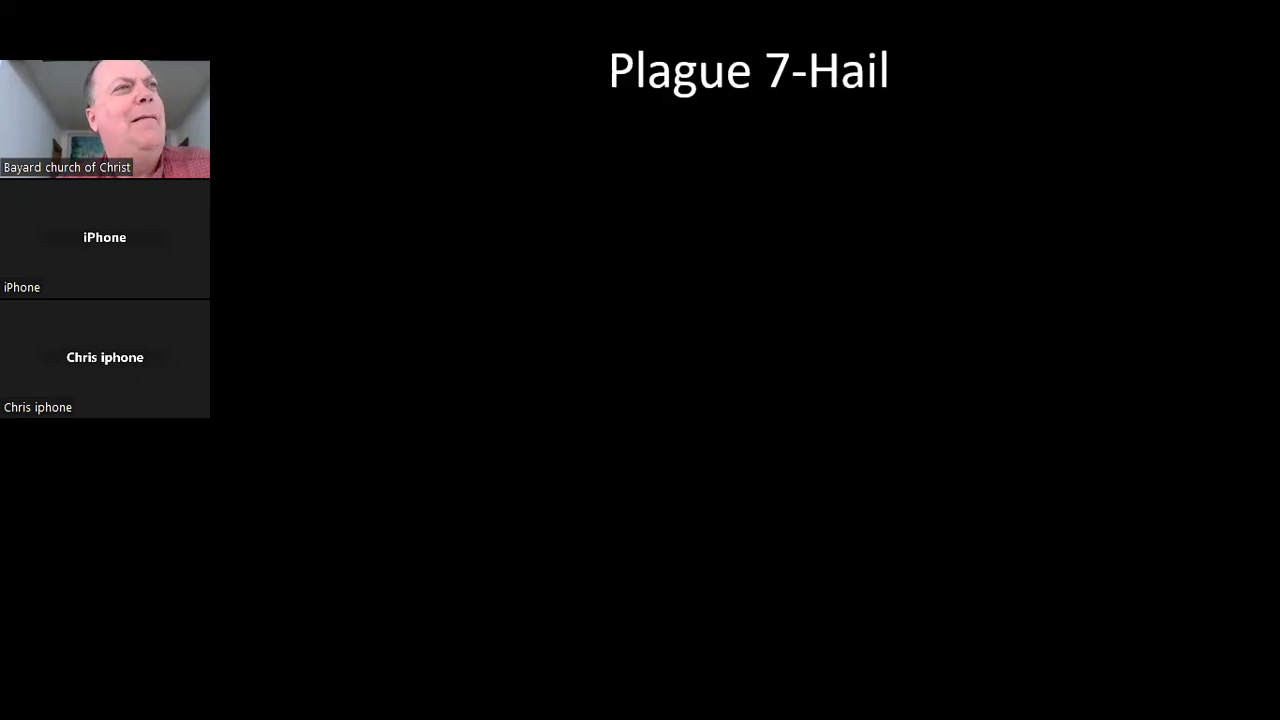 Plague 7-Hail
Bayard church of Christ
iPhone
iPhone
Chris iphone
Chris iphone